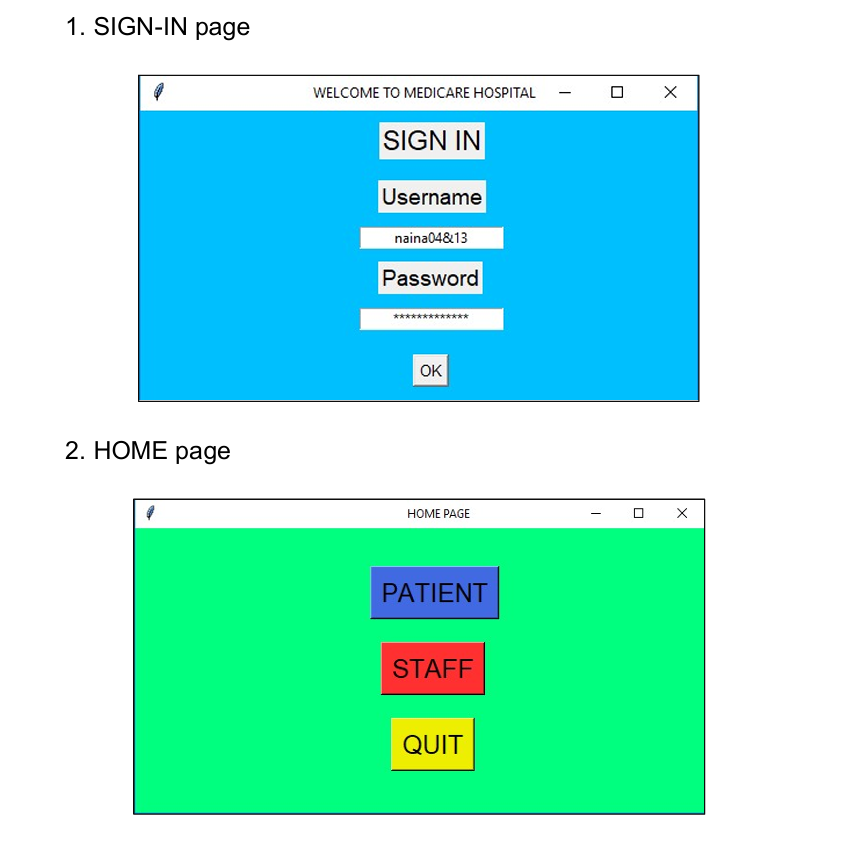 1. SIGN-IN page
WELCOME TO MEDICARE HOSPITAL
SIGN IN
Username
naina04&13
Password
*************
OK
2. HOME page
HOME PAGE
PATIENT
STAFF
QUIT